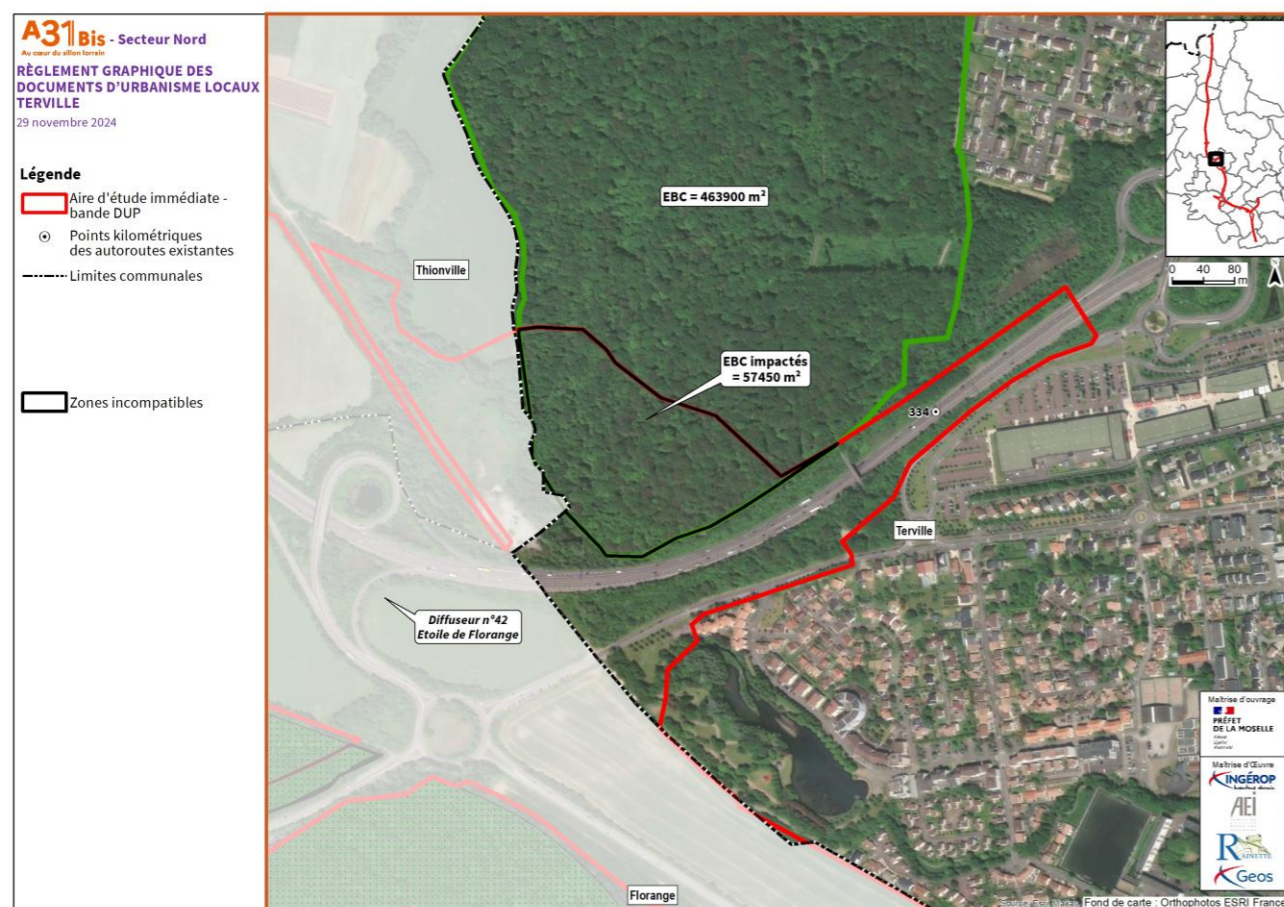 A31 Bis - Secteur Nord
Au cœur du sillon lorrain
RÈGLEMENT GRAPHIQUE DES
DOCUMENTS D'URBANISME LOCAUX
TERVILLE
29 novembre 2024
Légende
Aire d'étude immédiate -
bande DUP
Points kilométriques
des autoroutes existantes
Limites communales
Zones incompatibles
EBC = 463900 m²
Thionville
EBC impactés
= 57450 m²
334
Terville
Diffuseur n°42
Etoile de Florange
Florange
0 40 80
m
Maîtrise d'ouvrage
PRÉFET
DE LA MOSELLE
Maîtrise d'Œuvre
INGÉROP
AEI
RAINETTE
Geos
Fond de carte : Orthophotos ESRI France